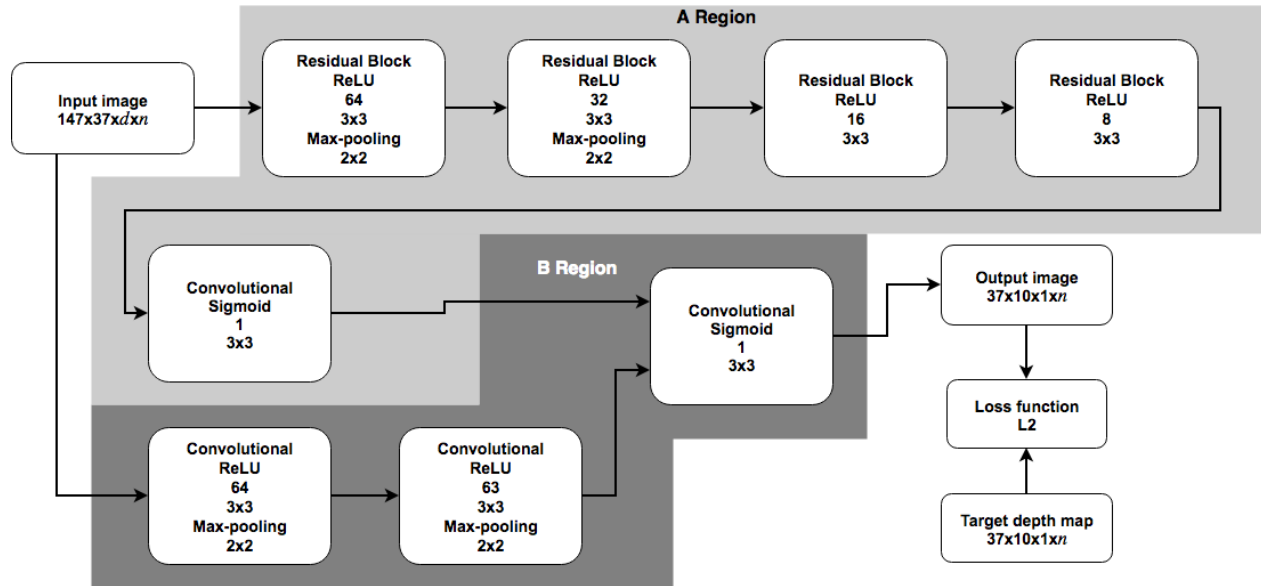 A Region
Input image
147x37xdxn
Residual Block
ReLU
64
3x3
Max-pooling
2x2
Residual Block
ReLU
32
3x3
Max-pooling
2x2
Residual Block
ReLU
16
3x3
Residual Block
ReLU
8
3x3
Convolutional
Sigmoid
1
3x3
B Region
Convolutional
Sigmoid
1
3x3
Output image
37x10x1xn
Loss function
L2
Target depth map
37x10x1xn
Convolutional
ReLU
64
3x3
Max-pooling
2x2
Convolutional
ReLU
63
3x3
Max-pooling
2x2